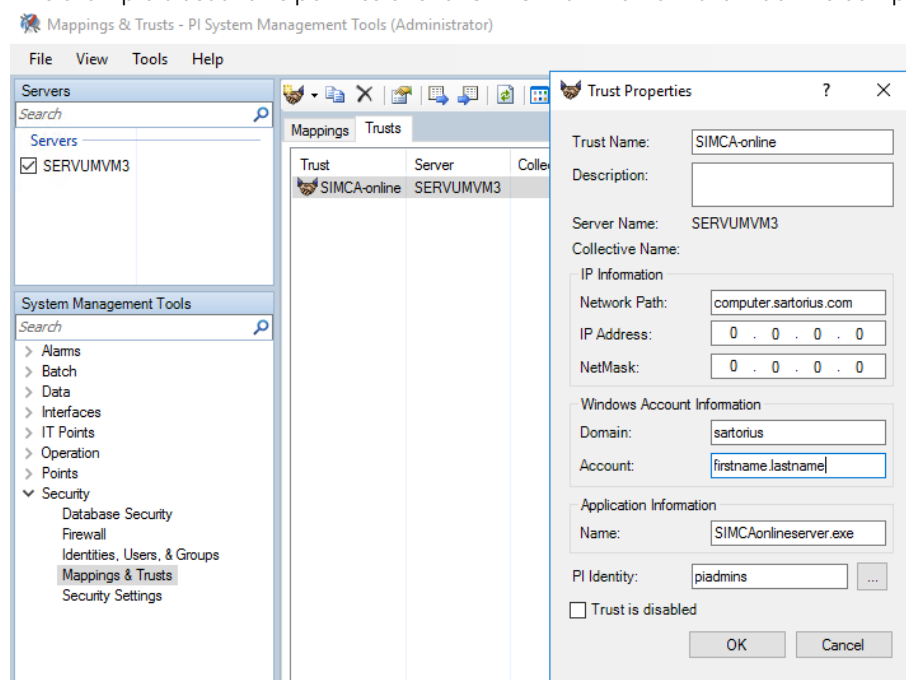 Mappings & Trusts - PI System Management Tools (Administrator)
File View Tools Help
Servers
Search
Servers
SERVUMVM3
System Management Tools
Search
Alarms
Batch
Data
Interfaces
IT Points
Operation
Points
Security
Database Security
Firewall
Identities, Users, & Groups
Mappings & Trusts
Security Settings
Mappings Trusts
Trust Server Colle
SIMCA-online SERVUMVM3
Trust Properties ?
Trust Name: SIMCA-online
Description:
Server Name: SERVUMVM3
Collective Name:
IP Information
Network Path: computer.sartorius.com
IP Address: 0 . 0 . 0 . 0
NetMask: 0 . 0 . 0 . 0
Windows Account Information
Domain: sartorius
Account: firstname.lastname
Application Information
Name: SIMCAonlineserver.exe
PI Identity: piadmins ...
Trust is disabled
OK Cancel